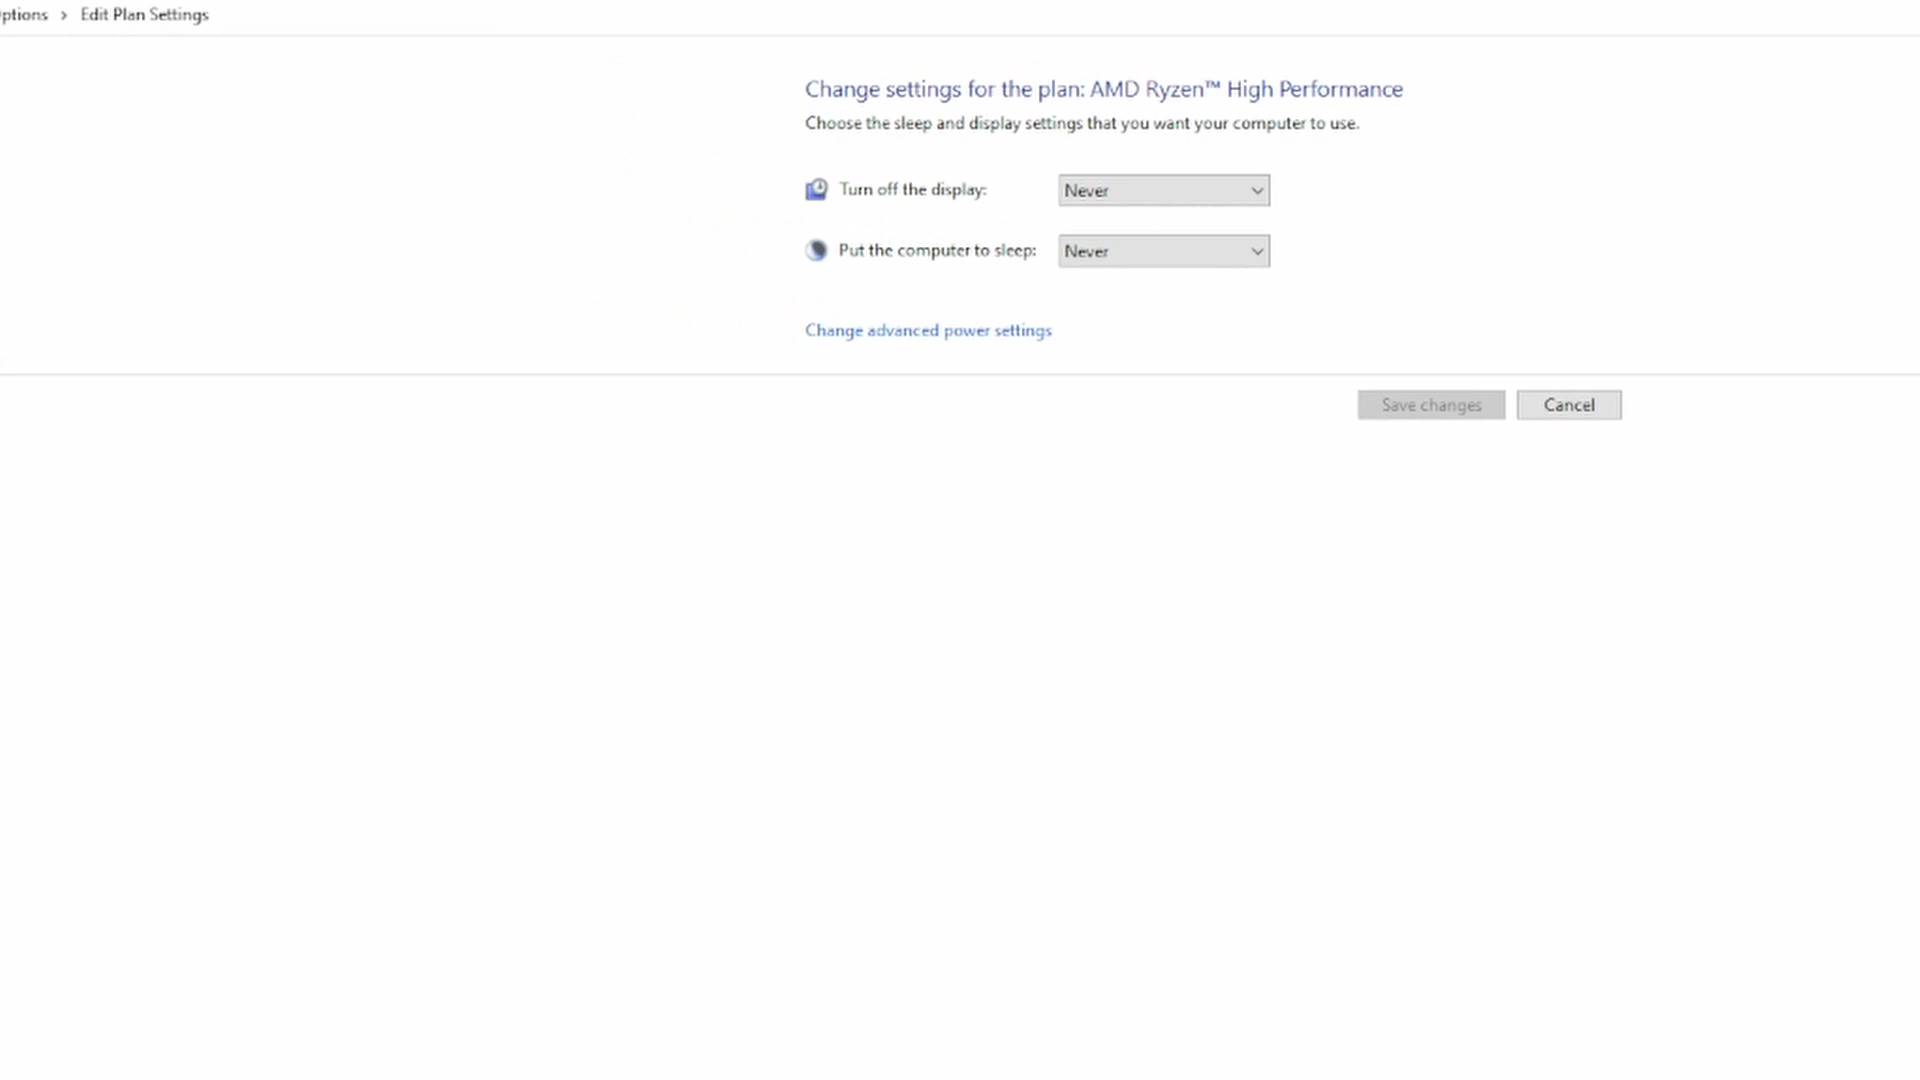 ptions > Edit Plan Settings
Change settings for the plan: AMD Ryzen™ High Performance
Choose the sleep and display settings that you want your computer to use.
Turn off the display: Never
Put the computer to sleep: Never
Change advanced power settings
Save changes Cancel